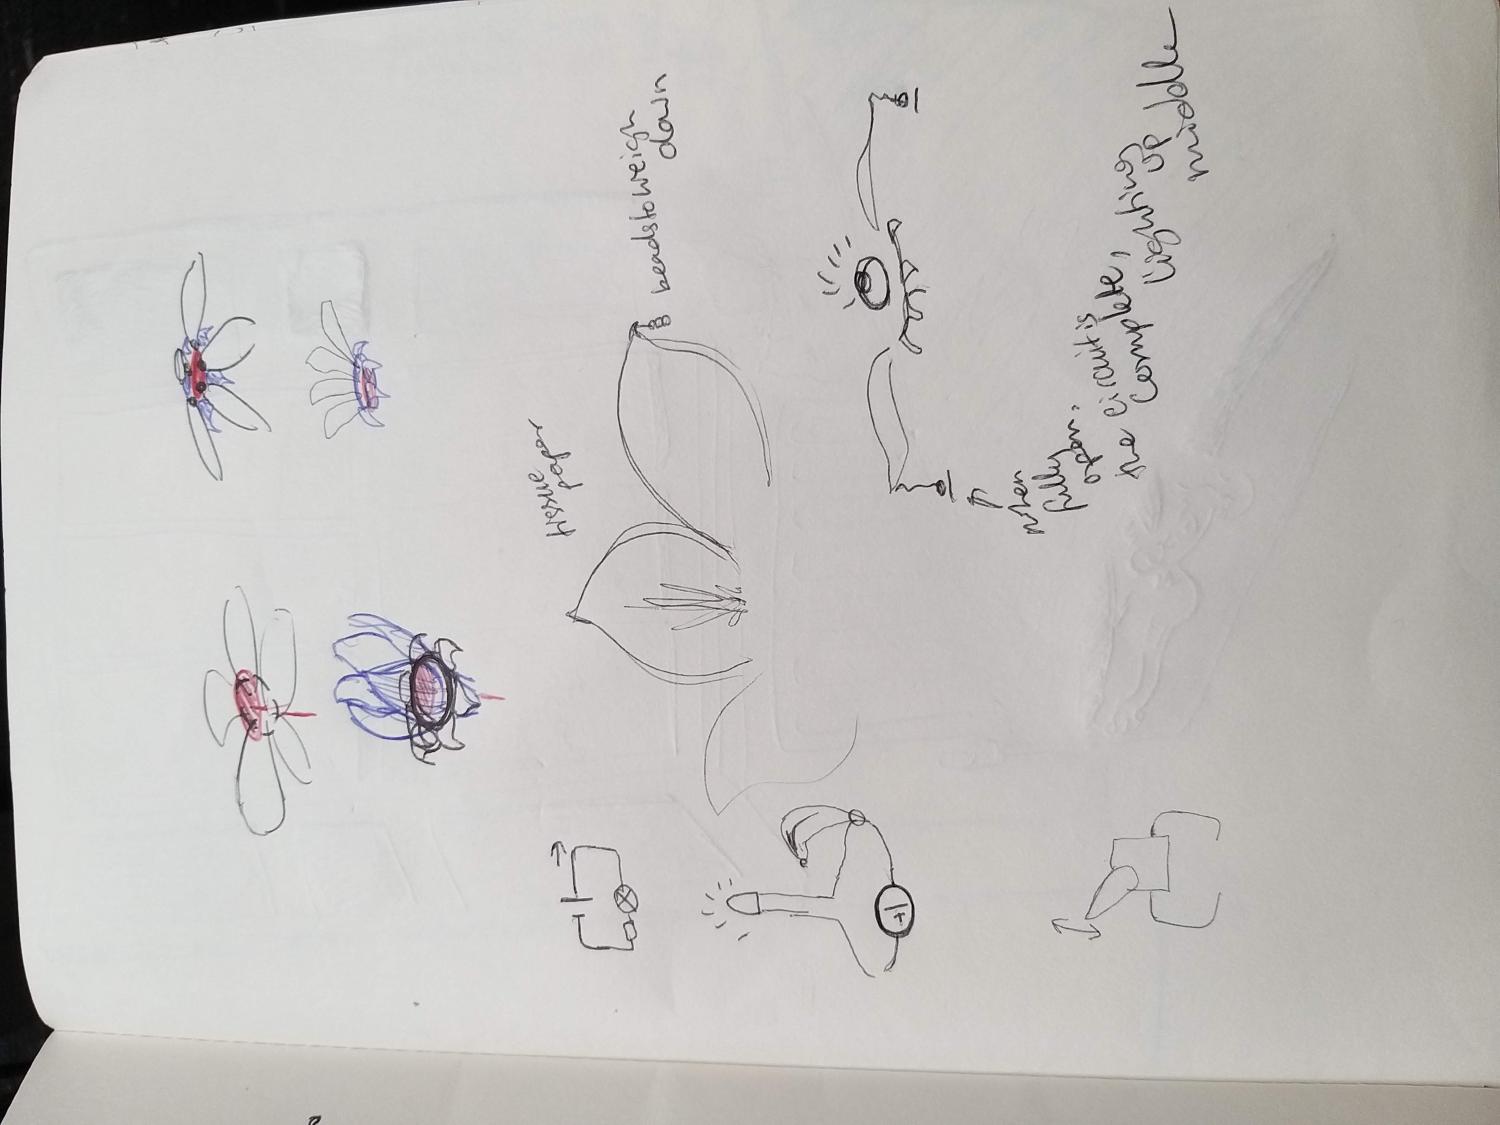 tissue
paper
beads to weigh
down
when
fully
open,
the circuit is
complete,
lighting
up
middle
+